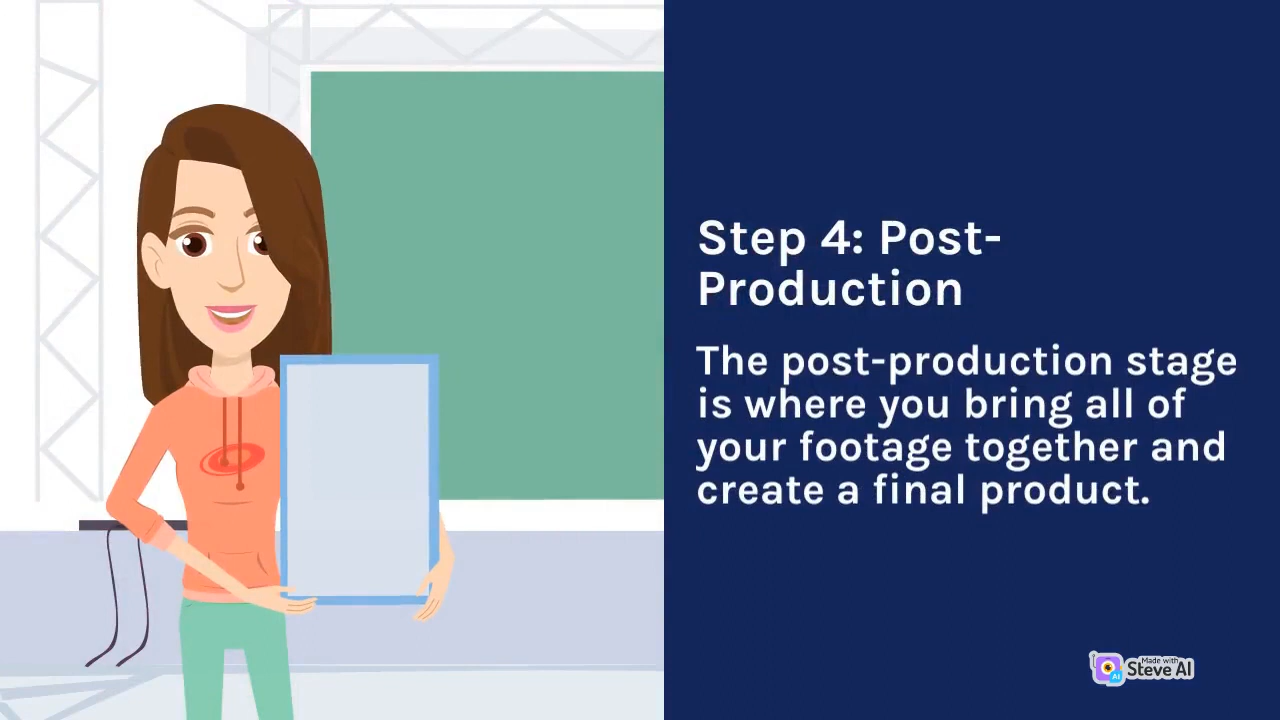 Step 4: Post-
Production
The post-production stage
is where you bring all of
your footage together and
create a final product.
Made with
Steve AI
AI